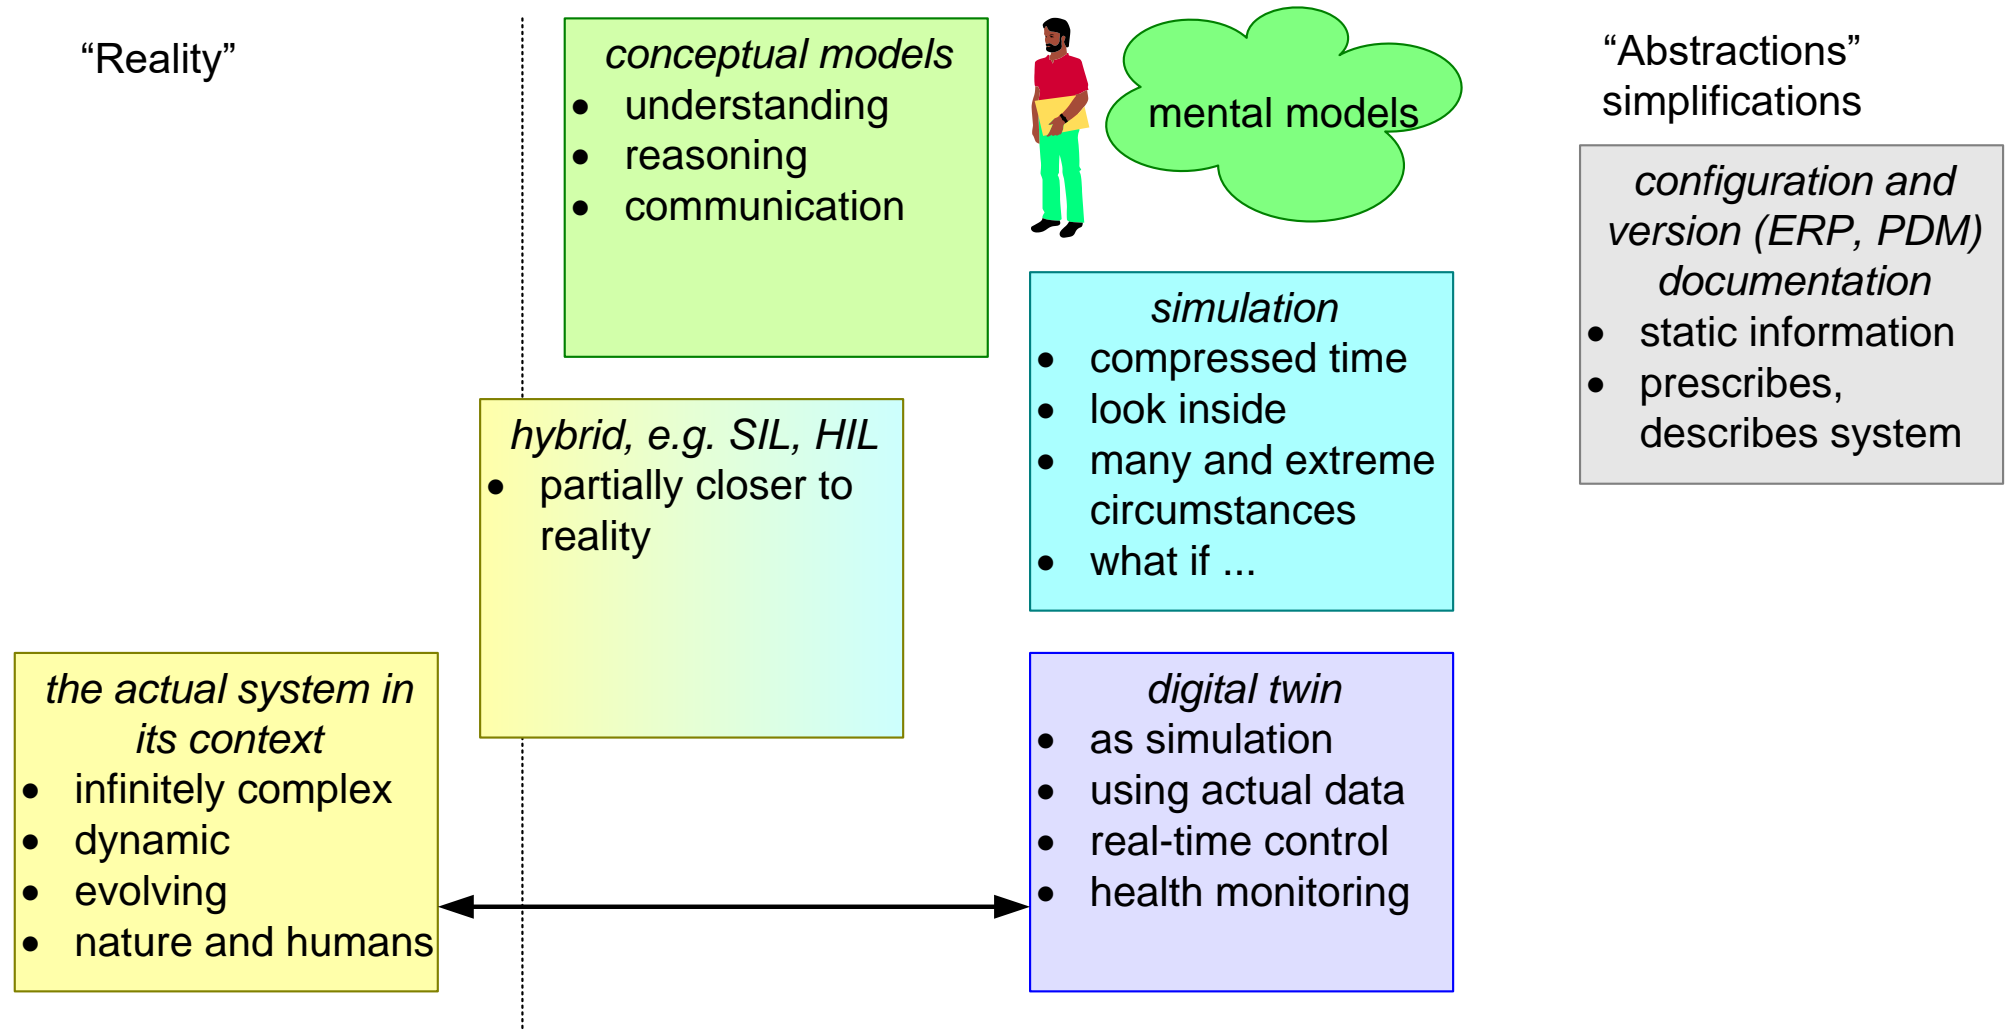 “Reality”
conceptual models
• understanding
• reasoning
• communication
mental models
“Abstractions”
simplifications
configuration and
version (ERP, PDM)
documentation
• static information
• prescribes,
describes system
simulation
• compressed time
• look inside
• many and extreme
circumstances
• what if ...
hybrid, e.g. SIL, HIL
• partially closer to
reality
the actual system in
its context
• infinitely complex
• dynamic
• evolving
• nature and humans
digital twin
• as simulation
• using actual data
• real-time control
• health monitoring